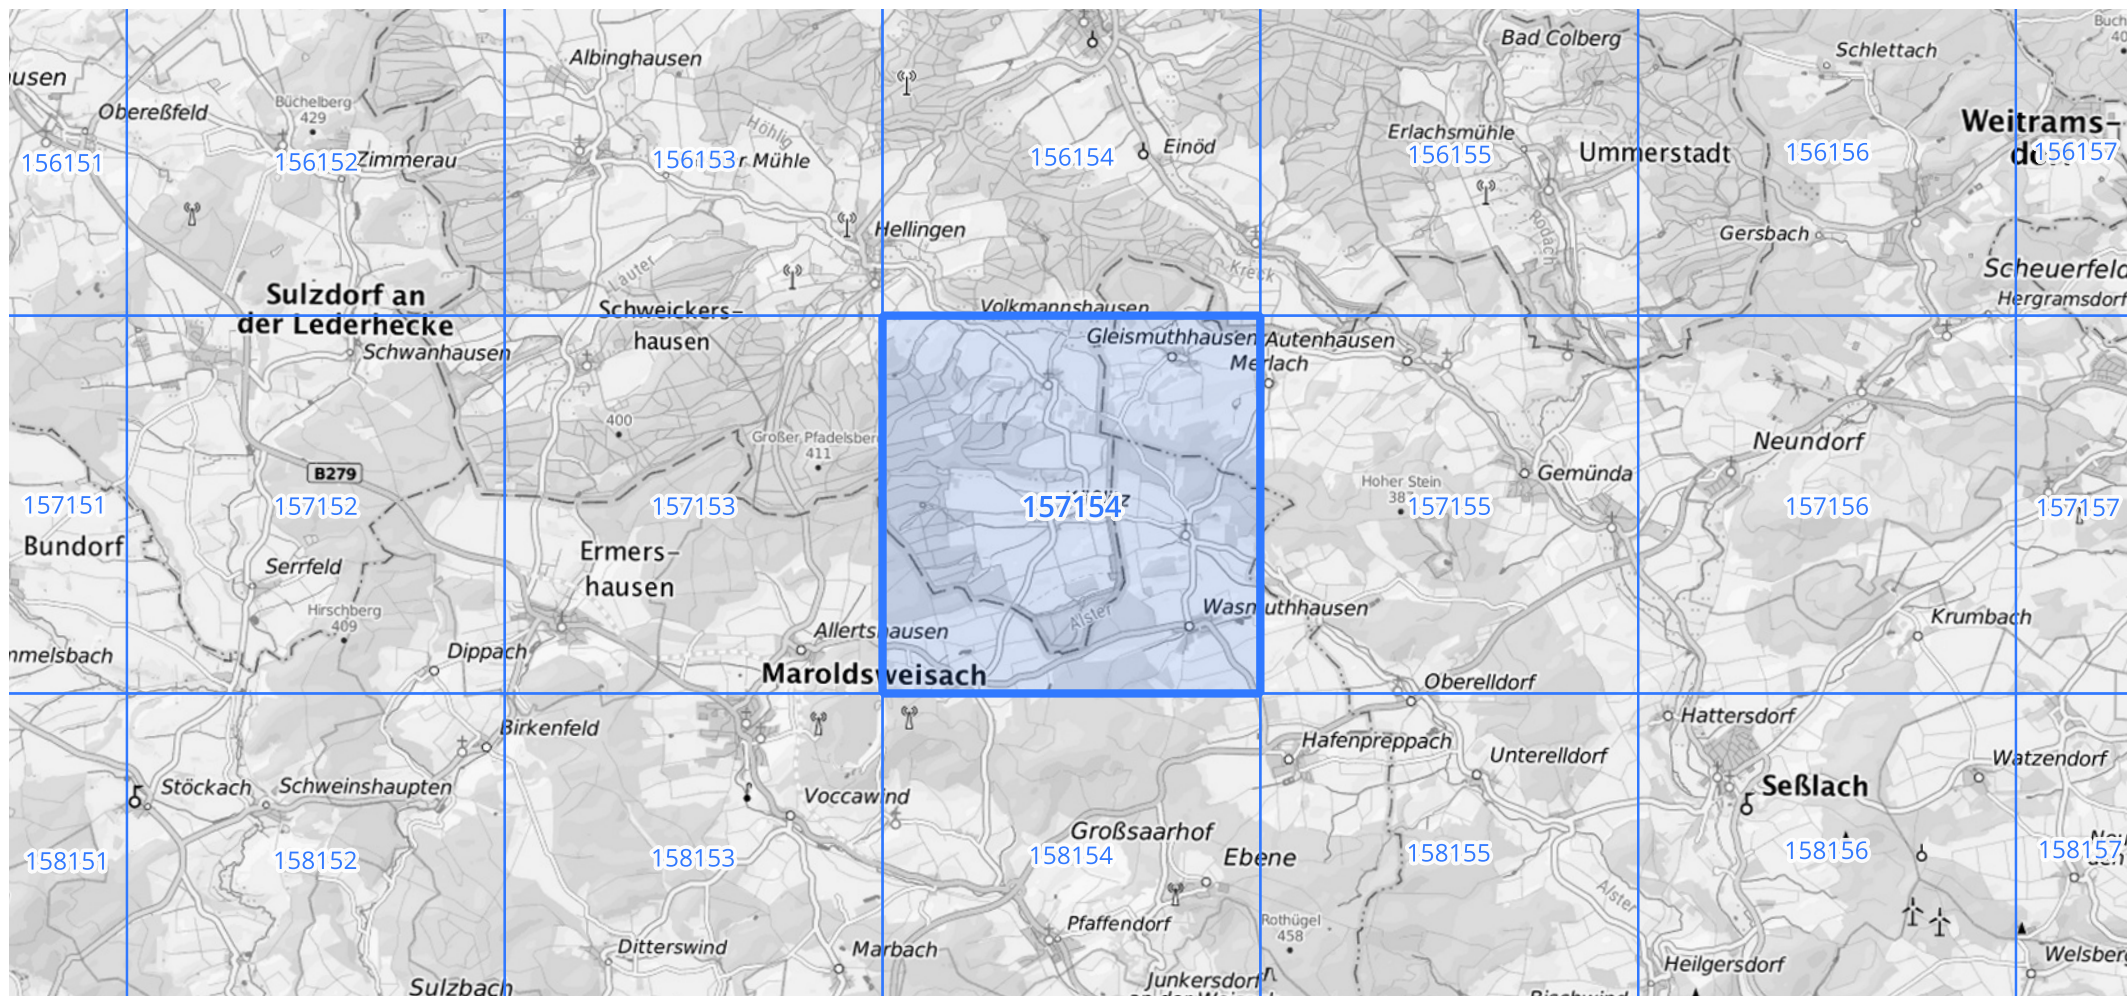 Bad Colberg
Schlettach
Albinghausen
Büchelberg
429
Obereßfeld
Höhlig
Weitrams-
Erlachsmühle
Einöd
Ummerstadt
156151
156152
Zimmerau
156153
r Mühle
156154
156155
156156
156157
Hellingen
Rodach
Gersbach
Lauter
Kreck
Scheuerfeld
Sulzdorf an
der Lederhecke
Schweickers-
hausen
Volkmannshausen
Hergramsdorf
Schwanhausen
Gleismuthhausen
Autenhausen
Merlach
400
Großer Pfadelsberg
411
Neundorf
B279
Hoher Stein
Gemünda
157151
157152
157153
157154
157155
157156
157157
Bundorf
Ermers-
hausen
Serrfeld
Hirschberg
409
Alster
Wasmuthhausen
Krumbach
Allertshausen
Dippach
mmelsbach
Maroldsweisach
Oberelldorf
Birkenfeld
Hattersdorf
Hafenpreppach
Unterelldorf
Watzendorf
Stöckach
Schweinshaupten
Voccawind
Seßlach
Großsaarhof
Ebene
158151
158152
158153
158154
158155
158156
158157
Alster
Rothügel
458
Pfaffendorf
Ditterswind
Marbach
Welsberg
Heilgersdorf
Junkersdorf
Sulzbach